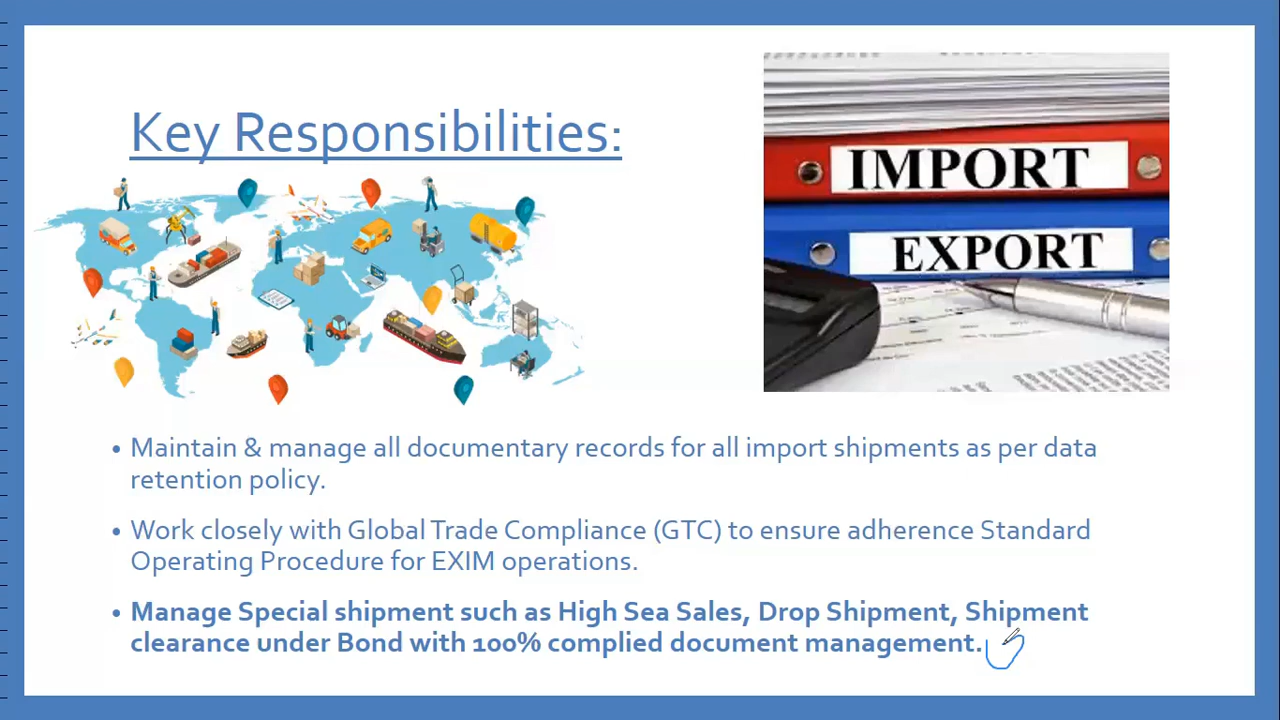 Key Responsibilities:
IMPORT
EXPORT
• Maintain & manage all documentary records for all import shipments as per data
retention policy.
• Work closely with Global Trade Compliance (GTC) to ensure adherence Standard
Operating Procedure for EXIM operations.
• Manage Special shipment such as High Sea Sales, Drop Shipment, Shipment
clearance under Bond with 100% complied document management.